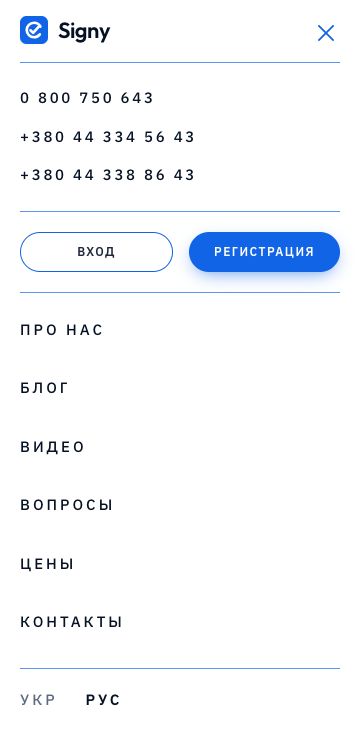 Signy
0 800 750 643
+380 44 334 56 43
+380 44 338 86 43
ВХОД РЕГИСТРАЦИЯ
ПРО НАС
БЛОГ
ВИДЕО
ВОПРОСЫ
ЦЕНЫ
КОНТАКТЫ
УКР РУС